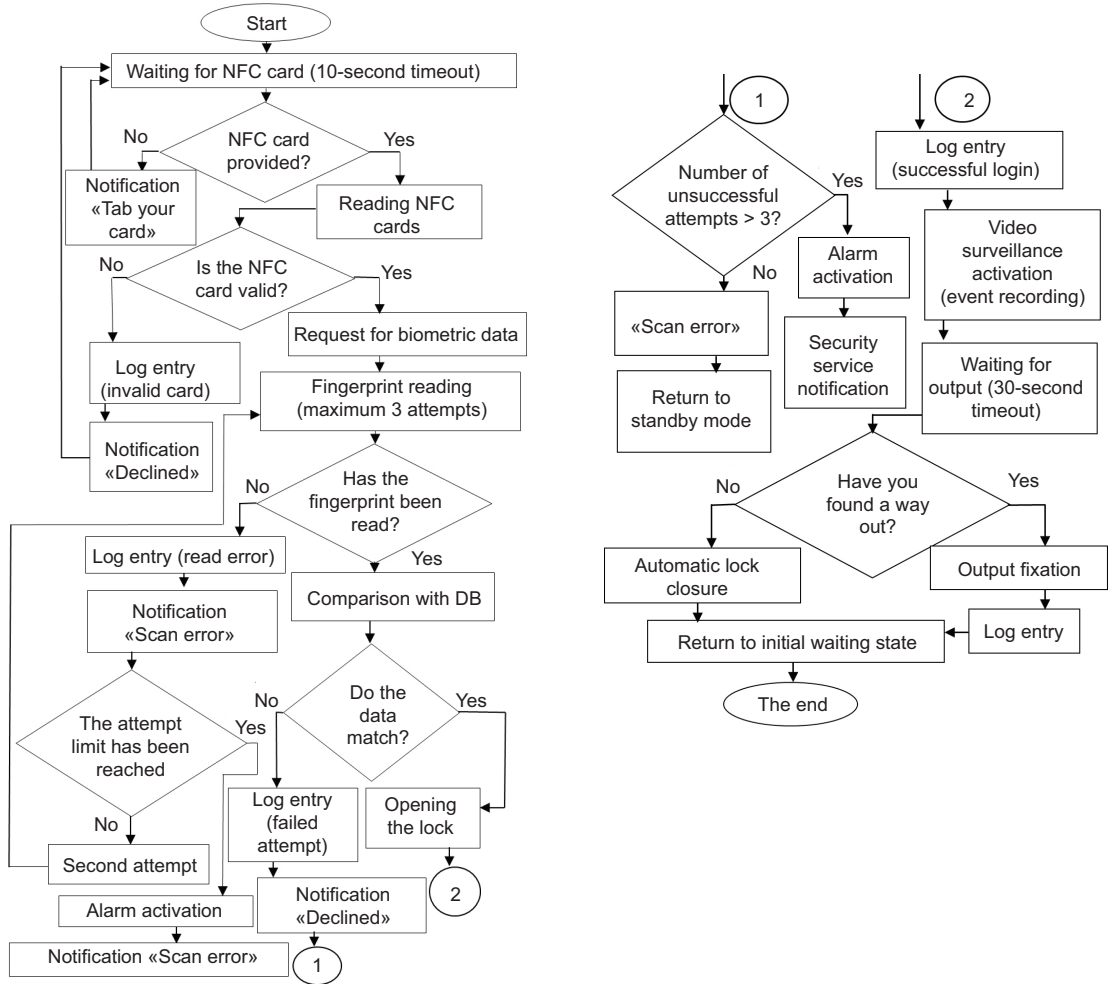 Start
Waiting for NFC card (10-second timeout)
NFC card
provided?
No
Yes
Notification
«Tab your
card»
Reading NFC
cards
Is the NFC
card valid?
No
Yes
Request for biometric data
Log entry
(invalid card)
Fingerprint reading
(maximum 3 attempts)
Notification
«Declined»
Has the
fingerprint been
read?
No
Yes
Log entry (read error)
Comparison with DB
Notification
«Scan error»
Do the
data
match?
No
Yes
The attempt
limit has been
reached
Yes
No
Log entry
(failed
attempt)
Opening
the lock
Second attempt
2
Notification
«Declined»
Alarm activation
Notification «Scan error»
1
1
Number of
unsuccessful
attempts > 3?
Yes
No
Alarm
activation
«Scan error»
Security
service
notification
Return to
standby mode
2
Log entry
(successful login)
Video
surveillance
activation
(event recording)
Waiting for
output (30-second
timeout)
Have you
found a way
out?
No
Yes
Automatic lock
closure
Output fixation
Log entry
Return to initial waiting state
The end